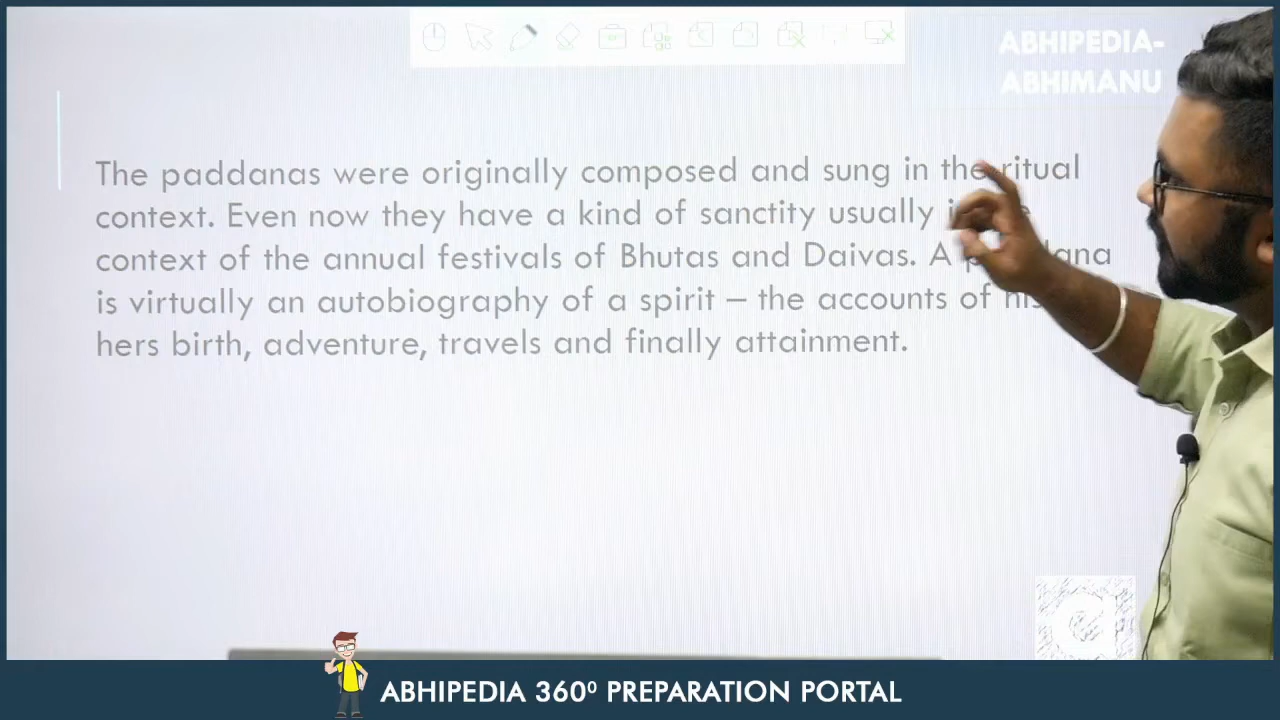 ABHIPEDIA-
ABHIMANU
The paddanas were originally composed and sung in the ritual
context. Even now they have a kind of sanctity usually
context of the annual festivals of Bhutas and Daivas. A
is virtually an autobiography of a spirit – the accounts of
hers birth, adventure, travels and finally attainment.
ABHIPEDIA 360⁰ PREPARATION PORTAL